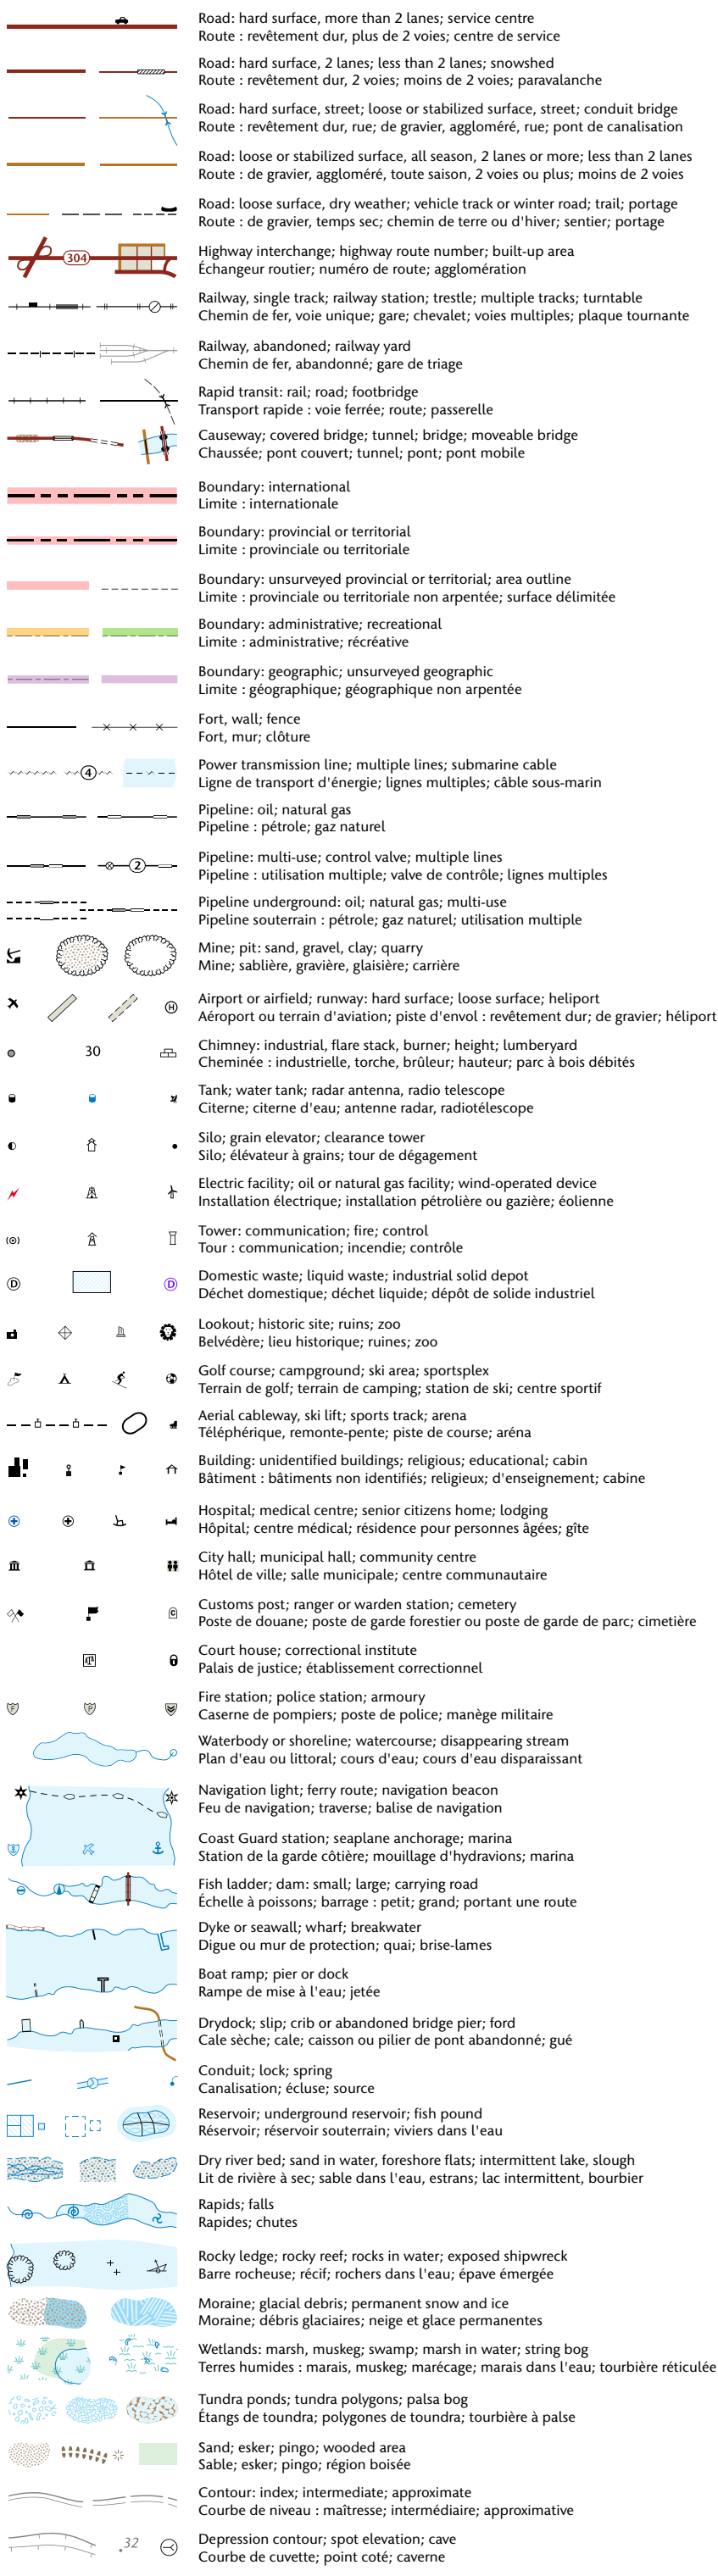 Road: hard surface, more than 2 lanes; service centre
Route : revêtement dur, plus de 2 voies; centre de service
Road: hard surface, 2 lanes; less than 2 lanes; snowshed
Route : revêtement dur, 2 voies; moins de 2 voies; paravalanche
Road: hard surface, street; loose or stabilized surface, street; conduit bridge
Route : revêtement dur, rue; de gravier, aggloméré, rue; pont de canalisation
Road: loose or stabilized surface, all season, 2 lanes or more; less than 2 lanes
Route : de gravier, aggloméré, toute saison, 2 voies ou plus; moins de 2 voies
Road: loose surface, dry weather; vehicle track or winter road; trail; portage
Route : de gravier, temps sec; chemin de terre ou d'hiver; sentier; portage
304
Highway interchange; highway route number; built-up area
Échangeur routier; numéro de route; agglomération
Railway, single track; railway station; trestle; multiple tracks; turntable
Chemin de fer, voie unique; gare; chevalet; voies multiples; plaque tournante
Railway, abandoned; railway yard
Chemin de fer, abandonné; gare de triage
Rapid transit: rail; road; footbridge
Transport rapide : voie ferrée; route; passerelle
Causeway; covered bridge; tunnel; bridge; moveable bridge
Chaussée; pont couvert; tunnel; pont; pont mobile
Boundary: international
Limite : internationale
Boundary: provincial or territorial
Limite : provinciale ou territoriale
Boundary: unsurveyed provincial or territorial; area outline
Limite : provinciale ou territoriale non arpentée; surface délimitée
Boundary: administrative; recreational
Limite : administrative; récréative
Boundary: geographic; unsurveyed geographic
Limite : géographique; géographique non arpentée
Fort, wall; fence
Fort, mur; clôture
4
Power transmission line; multiple lines; submarine cable
Ligne de transport d'énergie; lignes multiples; câble sous-marin
Pipeline: oil; natural gas
Pipeline : pétrole; gaz naturel
2
Pipeline: multi-use; control valve; multiple lines
Pipeline : utilisation multiple; valve de contrôle; lignes multiples
Pipeline underground: oil; natural gas; multi-use
Pipeline souterrain : pétrole; gaz naturel; utilisation multiple
Mine; pit: sand, gravel, clay; quarry
Mine; sablière, gravière, glaisière; carrière
H
Airport or airfield; runway: hard surface; loose surface; heliport
Aéroport ou terrain d'aviation; piste d'envol : revêtement dur; de gravier; héliport
30
Chimney: industrial, flare stack, burner; height; lumberyard
Cheminée : industrielle, torche, brûleur; hauteur; parc à bois débités
Tank; water tank; radar antenna, radio telescope
Citerne; citerne d'eau; antenne radar, radiotélescope
Silo; grain elevator; clearance tower
Silo; élévateur à grains; tour de dégagement
Electric facility; oil or natural gas facility; wind-operated device
Installation électrique; installation pétrolière ou gazière; éolienne
Tower: communication; fire; control
Tour : communication; incendie; contrôle
D D
Domestic waste; liquid waste; industrial solid depot
Déchet domestique; déchet liquide; dépôt de solide industriel
Lookout; historic site; ruins; zoo
Belvédère; lieu historique; ruines; zoo
Golf course; campground; ski area; sportsplex
Terrain de golf; terrain de camping; station de ski; centre sportif
Aerial cableway, ski lift; sports track; arena
Téléphérique, remonte-pente; piste de course; aréna
Building: unidentified buildings; religious; educational; cabin
Bâtiment : bâtiments non identifiés; religieux; d'enseignement; cabine
Hospital; medical centre; senior citizens home; lodging
Hôpital; centre médical; résidence pour personnes âgées; gîte
City hall; municipal hall; community centre
Hôtel de ville; salle municipale; centre communautaire
C
Customs post; ranger or warden station; cemetery
Poste de douane; poste de garde forestier ou poste de garde de parc; cimetière
Court house; correctional institute
Palais de justice; établissement correctionnel
F P
Fire station; police station; armoury
Caserne de pompiers; poste de police; manège militaire
Waterbody or shoreline; watercourse; disappearing stream
Plan d'eau ou littoral; cours d'eau; cours d'eau disparaissant
Navigation light; ferry route; navigation beacon
Feu de navigation; traverse; balise de navigation
Coast Guard station; seaplane anchorage; marina
Station de la garde côtière; mouillage d'hydravions; marina
Fish ladder; dam: small; large; carrying road
Échelle à poissons; barrage : petit; grand; portant une route
Dyke or seawall; wharf; breakwater
Digue ou mur de protection; quai; brise-lames
Boat ramp; pier or dock
Rampe de mise à l'eau; jetée
Drydock; slip; crib or abandoned bridge pier; ford
Cale sèche; cale; caisson ou pilier de pont abandonné; gué
Conduit; lock; spring
Canalisation; écluse; source
Reservoir; underground reservoir; fish pound
Réservoir; réservoir souterrain; viviers dans l'eau
Dry river bed; sand in water, foreshore flats; intermittent lake, slough
Lit de rivière à sec; sable dans l'eau, estrans; lac intermittent, bourbier
Rapids; falls
Rapides; chutes
Rocky ledge; rocky reef; rocks in water; exposed shipwreck
Barre rocheuse; récif; rochers dans l'eau; épave émergée
Moraine; glacial debris; permanent snow and ice
Moraine; débris glaciaires; neige et glace permanentes
Wetlands: marsh, muskeg; swamp; marsh in water; string bog
Terres humides : marais, muskeg; marécage; marais dans l'eau; tourbière réticulée
Tundra ponds; tundra polygons; palsa bog
Étangs de toundra; polygones de toundra; tourbière à palse
Sand; esker; pingo; wooded area
Sable; esker; pingo; région boisée
Contour: index; intermediate; approximate
Courbe de niveau : maîtresse; intermédiaire; approximative
.32
Depression contour; spot elevation; cave
Courbe de cuvette; point coté; caverne